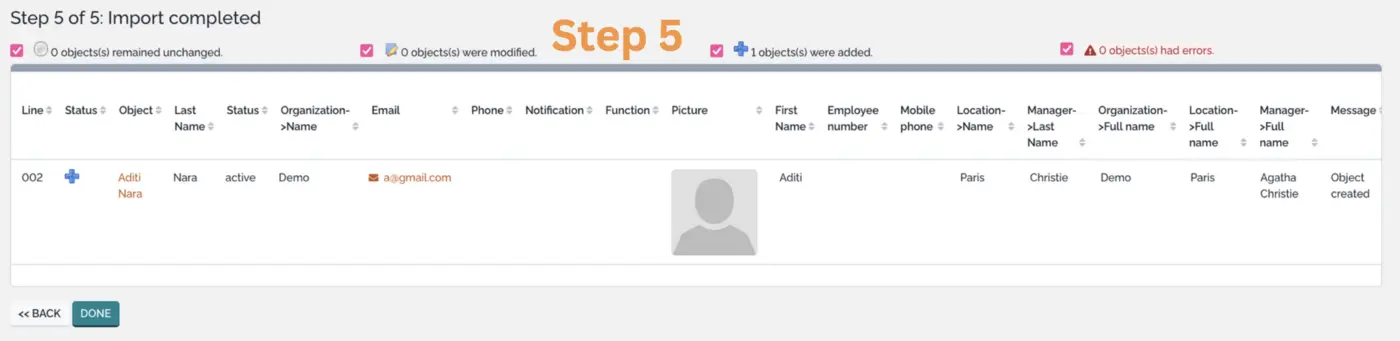 Step 5 of 5: Import completed
Step 5
0 objects(s) remained unchanged.
0 objects(s) were modified.
1 objects(s) were added.
0 objects(s) had errors.
Line Status Object Last Name Status Organization->Name Email Phone Notification Function Picture First Name Employee number Mobile phone Location->Name Manager->Last Name Organization->Full name Location->Full name Manager->Full name Message
002 Aditi Nara Nara active Demo a@gmail.com Aditi Paris Christie Demo Paris Agatha Christie Object created
<< BACK DONE